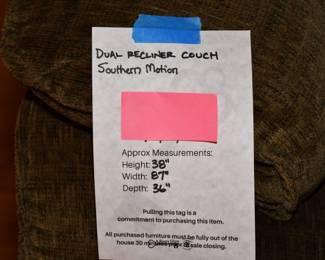 DUAL RECLINER COUCH
Southern Motion
Approx Measurements:
Height: 38"
Width: 87"
Depth: 36"
Pulling this tag is a
commitment to purchasing this item.
All purchased furniture must be fully out of the
house 30 sale closing.